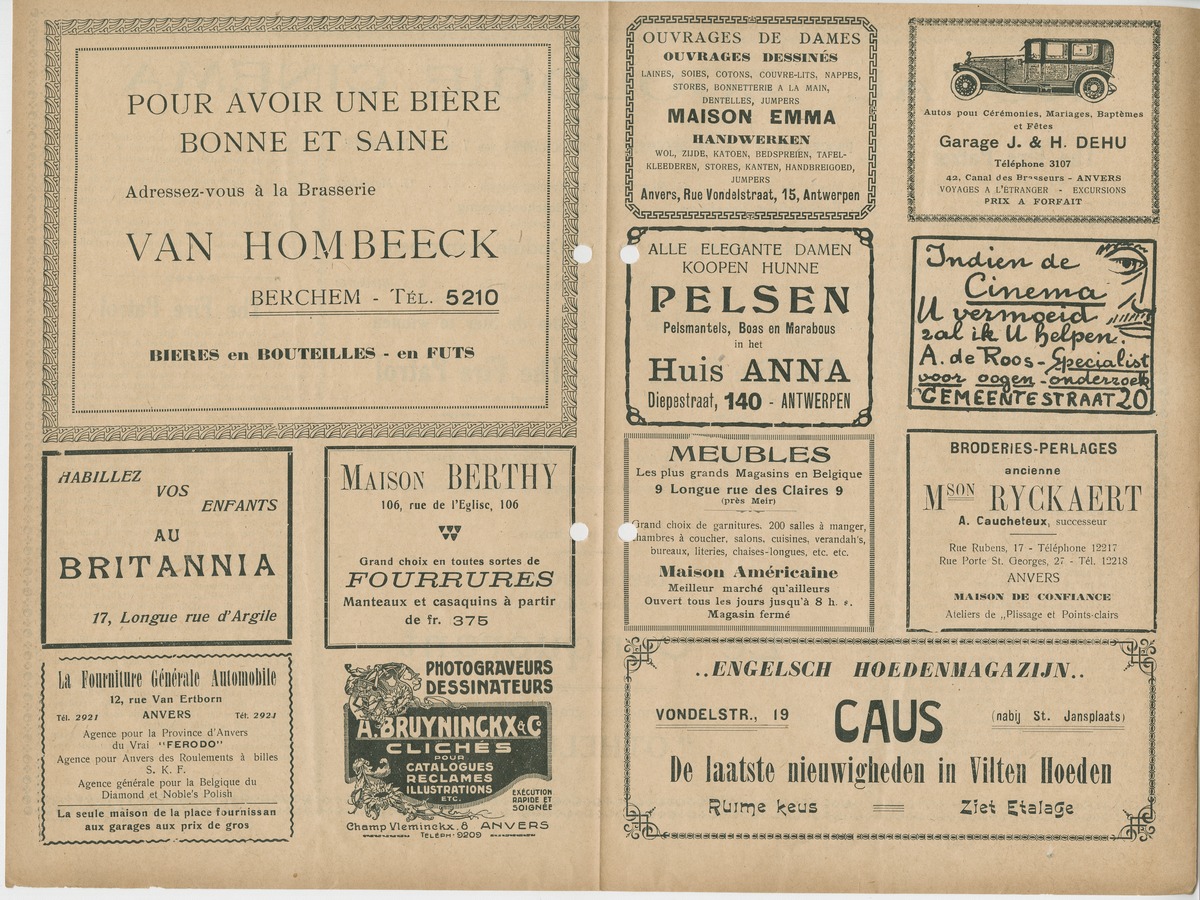 POUR AVOIR UNE BIÈRE
BONNE ET SAINE
Adressez-vous à la Brasserie
VAN HOMBEECK
BERCHEM - TÉL. 5210
BIERES en BOUTEILLES - en FUTS
HABILLEZ
VOS
ENFANTS
AU
BRITANNIA
17, Longue rue d'Argile
MAISON BERTHY
106, rue de l'Eglise, 106
Grand choix en toutes sortes de
FOURRURES
Manteaux et casaquins à partir
de fr. 375
La Fourniture Générale Automobile
12, rue Van Ertborn
Tél. 2921 ANVERS Tél. 2921
Agence pour la Province d'Anvers
du Vrai "FERODO"
Agence pour Anvers des Roulements à billes
S. K. F.
Agence générale pour la Belgique du
Diamond et Noble's Polish
La seule maison de la place fournissan
aux garages aux prix de gros
PHOTOGRAVEURS
DESSINATEURS
A. BRUYNINCKX & Cº
CLICHÉS
POUR
CATALOGUES
RECLAMES
ILLUSTRATIONS
ETC.
EXÉCUTION
RAPIDE ET
SOIGNÉE
Champ Vleminckx. 8 ANVERS
TELÉPH. 9209
OUVRAGES DE DAMES
OUVRAGES DESSINÉS
LAINES, SOIES, COTONS, COUVRE-LITS, NAPPES,
STORES, BONNETTERIE A LA MAIN,
DENTELLES, JUMPERS
MAISON EMMA
HANDWERKEN
WOL, ZIJDE, KATOEN, BEDSPREIEN, TAFEL-
KLEEDEREN, STORES, KANTEN, HANDBREIGOED,
JUMPERS
Anvers, Rue Vondelstraat, 15, Antwerpen
Autos pour Cérémonies, Mariages, Baptêmes
et Fêtes
Garage J. & H. DEHU
Téléphone 3107
42, Canal des Brasseurs - ANVERS
VOYAGES A L'ÉTRANGER - EXCURSIONS
PRIX A FORFAIT
ALLE ELEGANTE DAMEN
KOOPEN HUNNE
PELSEN
Pelsmantels, Boas en Marabous
in het
Huis ANNA
Diepestraat, 140 - ANTWERPEN
Indien de
Cinema
U vermoeid
zal ik U helpen.
A. de Roos - Specialist
voor oogen-onderzoek
GEMEENTESTRAAT 20
MEUBLES
Les plus grands Magasins en Belgique
9 Longue rue des Claires 9
(près Meir)
Grand choix de garnitures. 200 salles à manger,
hambres à coucher, salons, cuisines, verandah's,
bureaux, literies, chaises-longues, etc. etc.
Maison Américaine
Meilleur marché qu'ailleurs
Ouvert tous les jours jusqu'à 8 h. s.
Magasin fermé
BRODERIES-PERLAGES
ancienne
MSON RYCKAERT
A. Caucheteux, successeur
Rue Rubens, 17 - Téléphone 12217
Rue Porte St. Georges, 27 - Tél. 12218
ANVERS
MAISON DE CONFIANCE
Ateliers de „Plissage et Points-clairs
..ENGELSCH HOEDENMAGAZIJN..
VONDELSTR., 19 CAUS (nabij St. Jansplaats)
De laatste nieuwigheden in Vilten Hoeden
Ruime keus Ziet Etalage